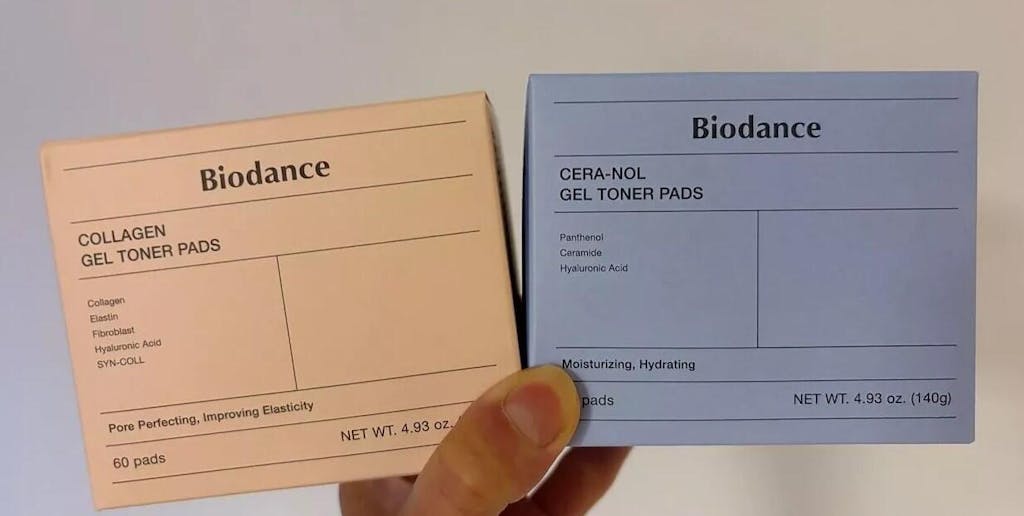 Biodance
COLLAGEN
GEL TONER PADS
Collagen
Elastin
Fibroblast
Hyaluronic Acid
SYN-COLL
Pore Perfecting, Improving Elasticity
60 pads
NET WT. 4.93 oz.
Biodance
CERA-NOL
GEL TONER PADS
Panthenol
Ceramide
Hyaluronic Acid
Moisturizing, Hydrating
pads
NET WT. 4.93 oz. (140g)